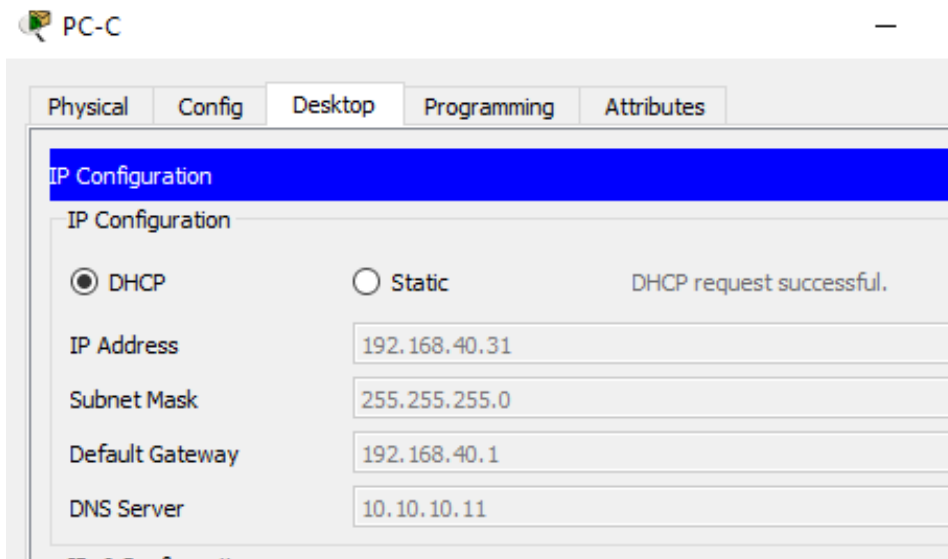 PC-C
Physical Config Desktop Programming Attributes
IP Configuration
IP Configuration
DHCP Static DHCP request successful.
IP Address 192.168.40.31
Subnet Mask 255.255.255.0
Default Gateway 192.168.40.1
DNS Server 10.10.10.11